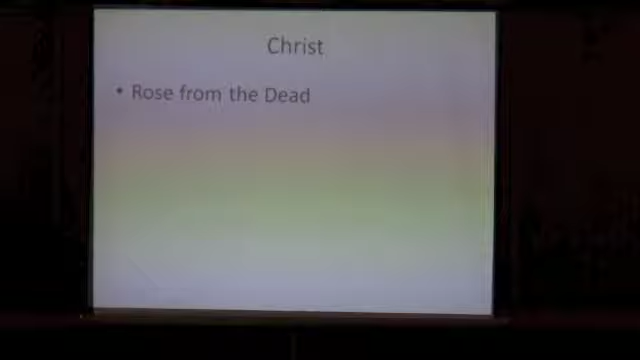 Christ
• Rose from the Dead